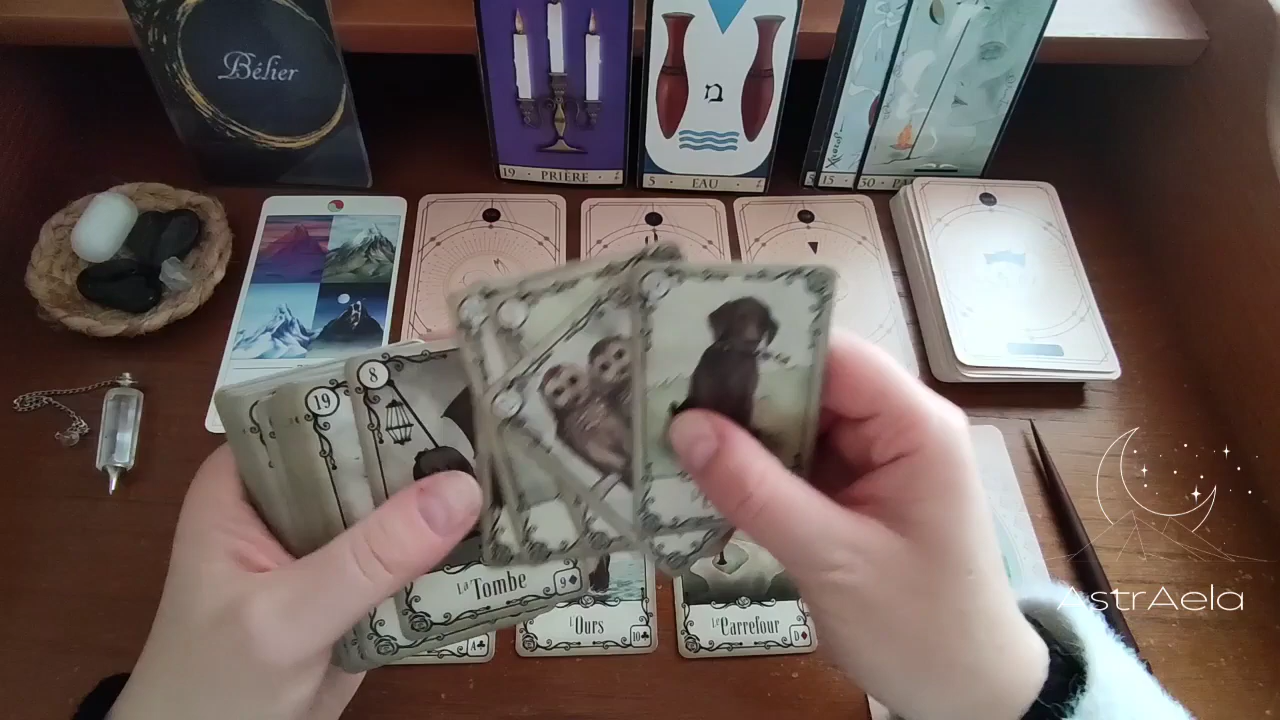 Bélier
19 · PRIÈRE
5 · EAU
15
50
19
8
La Tombe
9
A
L'Ours
10
Le Carrefour
D
AstrAela